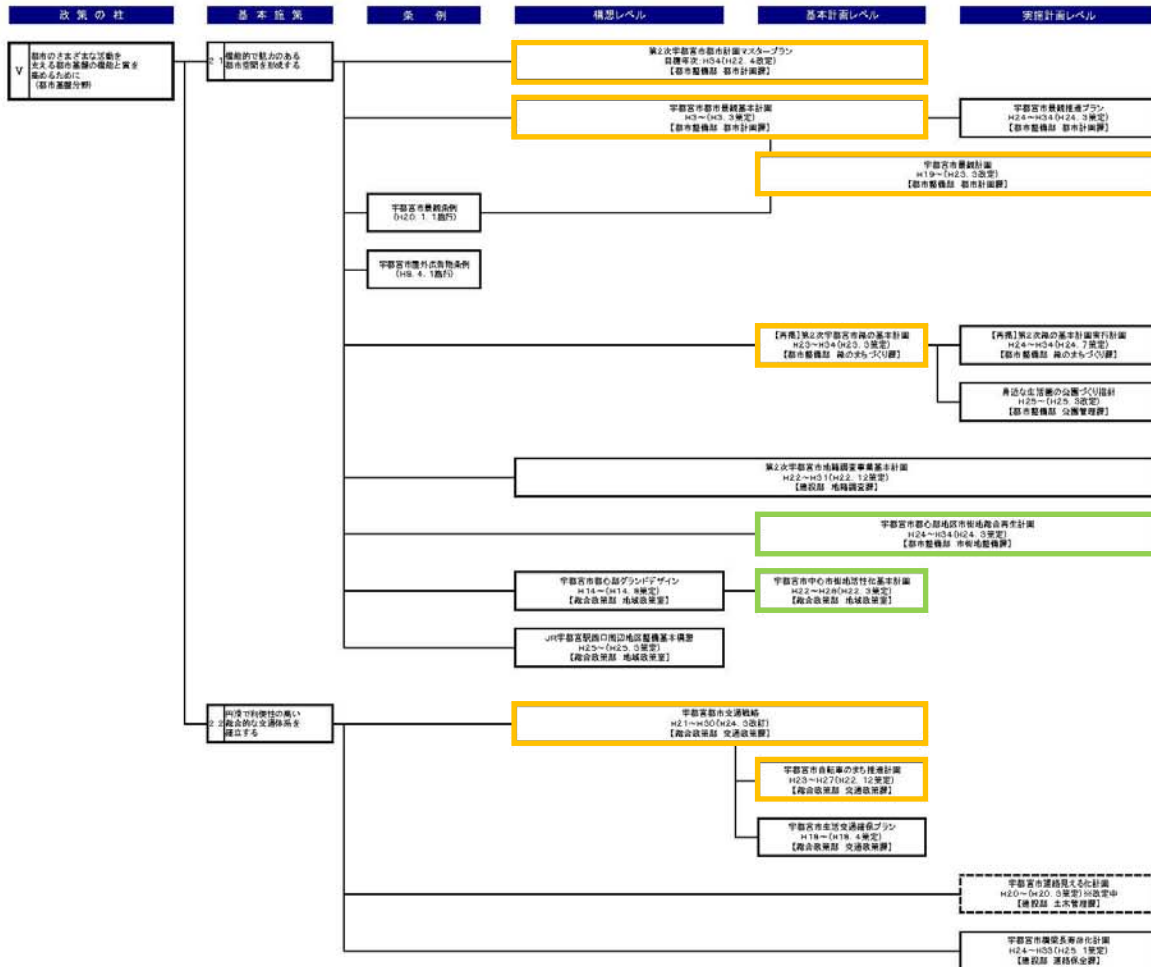 政策の柱
基本施策
条例
構想レベル
基本計画レベル
実施計画レベル
Ⅴ
都市のさまざまな活動を
支える都市基盤の機能と質を
高めるために
(都市基盤分野)
21
機能的で魅力のある
都市空間を形成する
第2次宇都宮市都市計画マスタープラン
目標年次:H34(H22.4改定)
【都市整備部 都市計画課】
宇都宮市都市景観基本計画
H3~(H3.3策定)
【都市整備部 都市計画課】
宇都宮市景観推進プラン
H24~H34(H24.3策定)
【都市整備部 都市計画課】
宇都宮市景観計画
H19~(H23.3改定)
【都市整備部 都市計画課】
宇都宮市景観条例
(H20.1.1施行)
宇都宮市屋外広告物条例
(H8.4.1施行)
【再掲】第2次宇都宮市緑の基本計画
H23~H34(H23.3策定)
【都市整備部 緑のまちづくり課】
【再掲】第2次緑の基本計画実行計画
H24~H34(H24.7策定)
【都市整備部 緑のまちづくり課】
身近な生活圏の公園づくり指針
H25~(H25.3改定)
【都市整備部 公園管理課】
第2次宇都宮市地籍調査事業基本計画
H22~H31(H22.12策定)
【建設部 地籍調査課】
宇都宮市都心部地区市街地総合再生計画
H24~H34(H24.3策定)
【都市整備部 市街地整備課】
宇都宮市都心部グランドデザイン
H14~(H14.8策定)
【総合政策部 地域政策室】
宇都宮市中心市街地活性化基本計画
H22~H26(H22.3策定)
【総合政策部 地域政策室】
JR宇都宮駅西口周辺地区整備基本構想
H25~(H25.3策定)
【総合政策部 地域政策室】
22
円滑で利便性の高い
総合的な交通体系を
確立する
宇都宮都市交通戦略
H21~H30(H24.3改訂)
【総合政策部 交通政策課】
宇都宮市自転車のまち推進計画
H23~H27(H22.12策定)
【総合政策部 交通政策課】
宇都宮市生活交通確保プラン
H18~(H18.4策定)
【総合政策部 交通政策課】
宇都宮市道路見える化計画
H20~(H20.3策定)※改定中
【建設部 土木管理課】
宇都宮市橋梁長寿命化計画
H24~H33(H25.1策定)
【建設部 道路保全課】